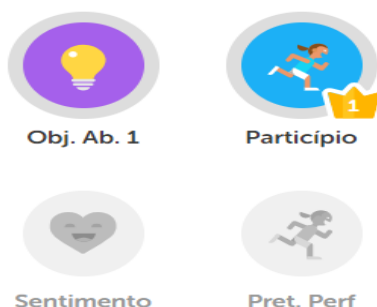 1
Obj. Ab. 1
Particípio
Sentimento
Pret. Perf